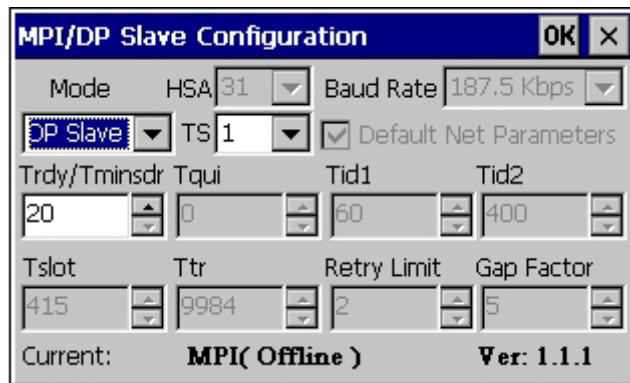 MPI/DP Slave Configuration OK ×
Mode HSA 31 Baud Rate 187.5 Kbps
DP Slave TS 1 Default Net Parameters
Trdy/Tminsdr Tqui Tid1 Tid2
20 0 60 400
Tslot Ttr Retry Limit Gap Factor
415 9984 2 5
Current: MPI( Offline ) Ver: 1.1.1